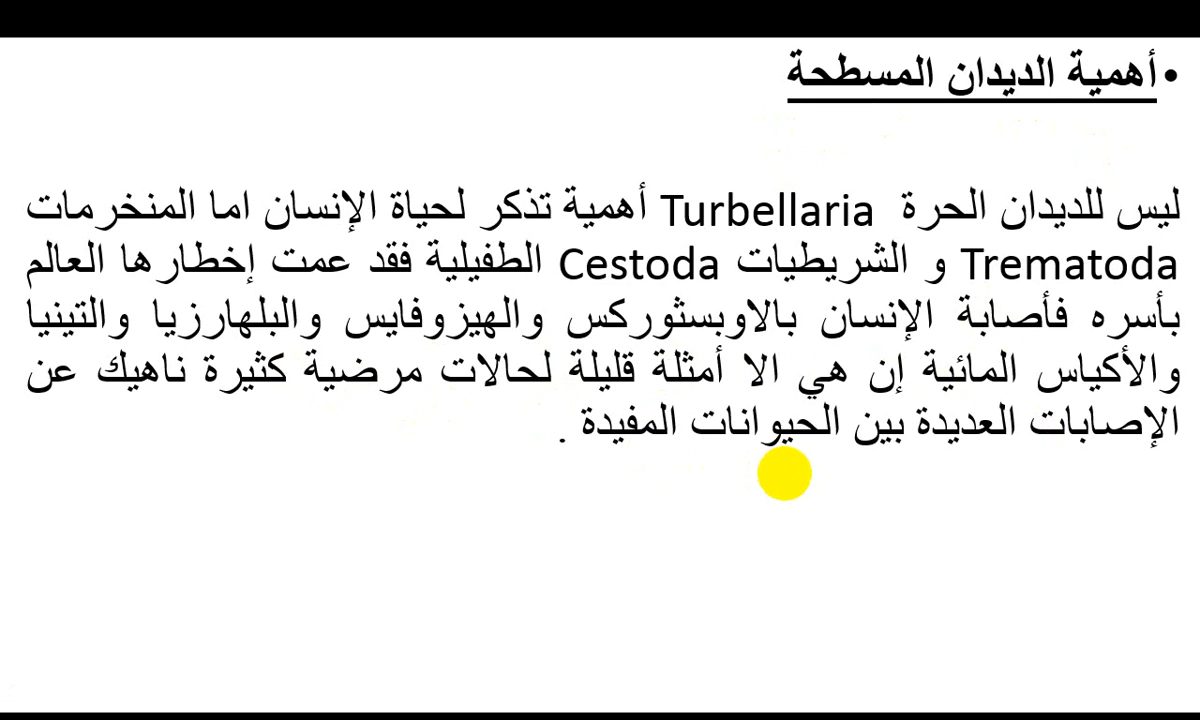 • أهمية الديدان المسطحة
ليس للديدان الحرة Turbellaria أهمية تذكر لحياة الإنسان اما المنخرمات
Trematoda و الشريطيات Cestoda الطفيلية فقد عمت إخطارها العالم
بأسره فأصابة الإنسان بالاوبسثوركس والهيزوفايس والبلهارزيا والتينيا
والأكياس المائية إن هي الا أمثلة قليلة لحالات مرضية كثيرة ناهيك عن
الإصابات العديدة بين الحيوانات المفيدة .